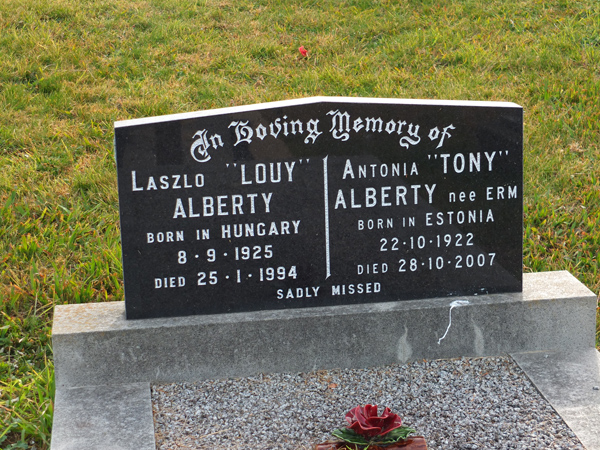 In Loving Memory of
Laszlo "LOUY"
ALBERTY
BORN IN HUNGARY
8 · 9 · 1925
DIED 25 · 1 · 1994
Antonia "TONY"
ALBERTY nee ERM
BORN IN ESTONIA
22 · 10 · 1922
DIED 28 · 10 · 2007
SADLY MISSED